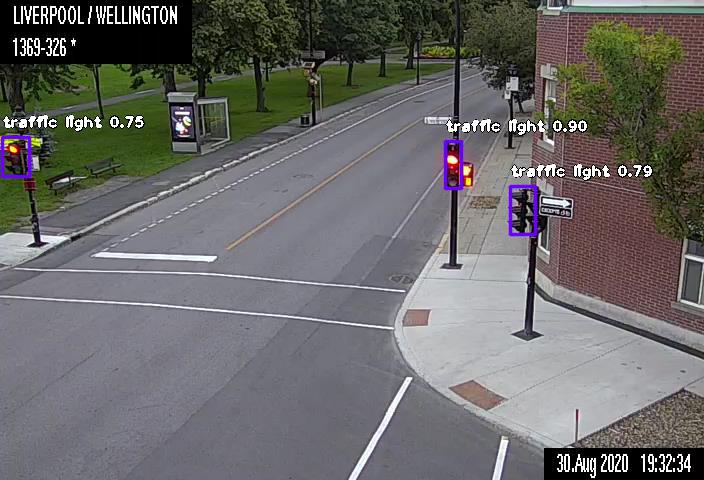 LIVERPOOL / WELLINGTON
1369-326 *
traffic light 0.75
traffic light 0.90
traffic light 0.79
30.Aug 2020 19:32:34